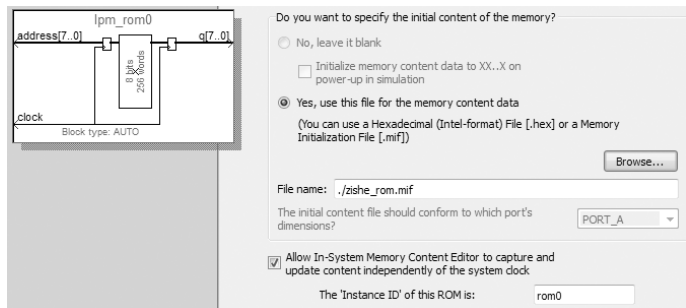 lpm_rom0
address[7..0]
q[7..0]
8 bits
256 words
clock
Block type: AUTO
Do you want to specify the initial content of the memory?
No, leave it blank
Initialize memory content data to XX..X on
power-up in simulation
Yes, use this file for the memory content data
(You can use a Hexadecimal (Intel-format) File [.hex] or a Memory
Initialization File [.mif])
Browse...
File name: ./zishe_rom.mif
The initial content file should conform to which port's
dimensions?
PORT_A
Allow In-System Memory Content Editor to capture and
update content independently of the system clock
The 'Instance ID' of this ROM is: rom0